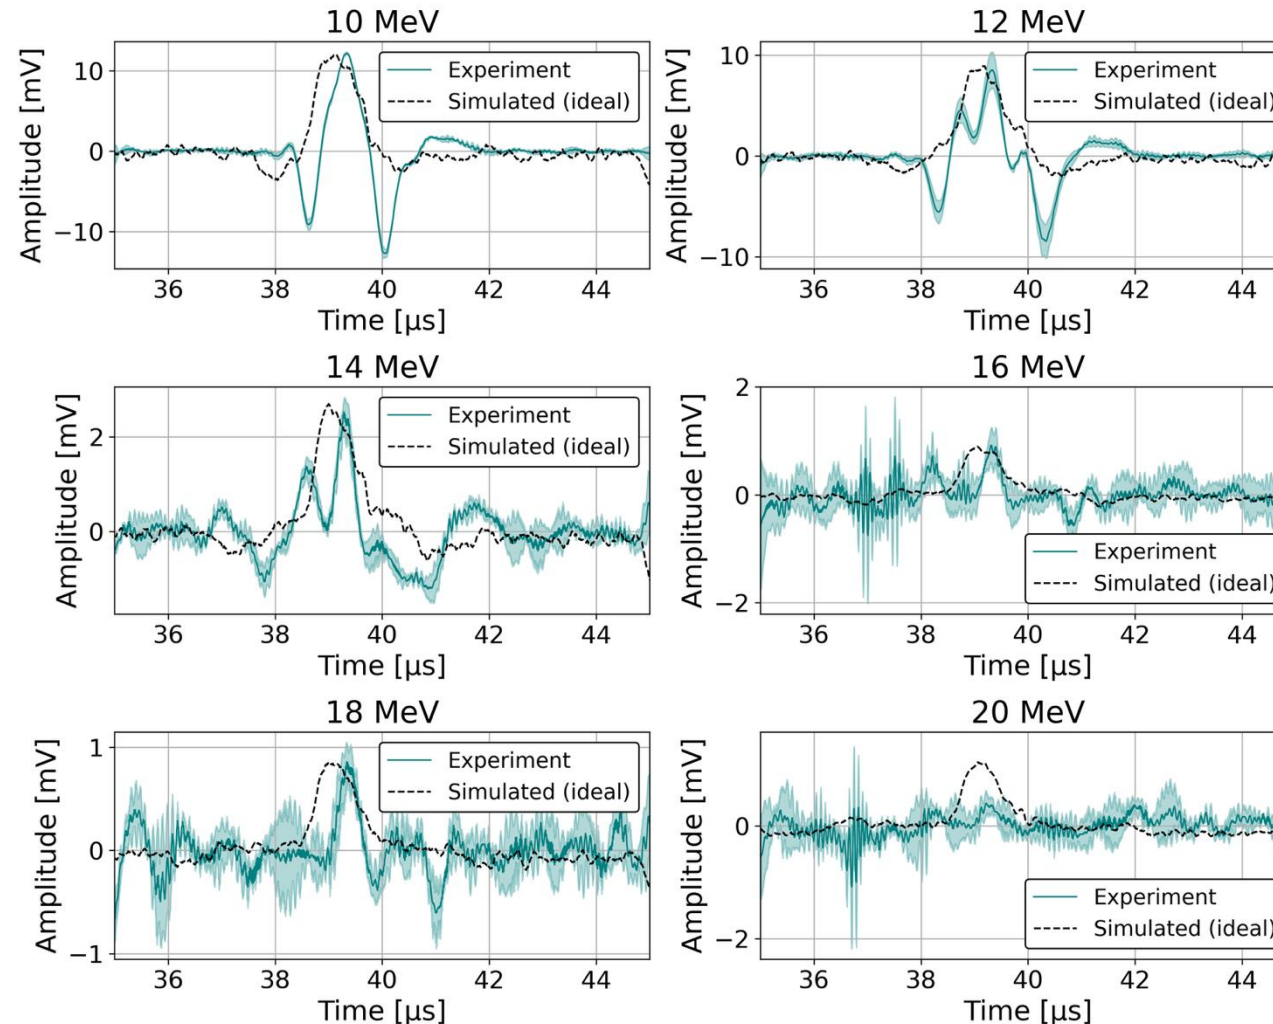 10 MeV
12 MeV
Amplitude [mV]
10
0
−10
Experiment
Simulated (ideal)
36 38 40 42 44
Time [µs]
Amplitude [mV]
10
0
−10
Experiment
Simulated (ideal)
36 38 40 42 44
Time [µs]
14 MeV
16 MeV
Amplitude [mV]
2
0
Experiment
Simulated (ideal)
36 38 40 42 44
Time [µs]
Amplitude [mV]
2
0
−2
Experiment
Simulated (ideal)
36 38 40 42 44
Time [µs]
18 MeV
20 MeV
Amplitude [mV]
1
0
−1
Experiment
Simulated (ideal)
36 38 40 42 44
Time [µs]
Amplitude [mV]
0
−2
Experiment
Simulated (ideal)
36 38 40 42 44
Time [µs]